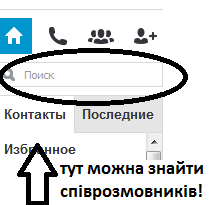 Поиск
Контакты Последние
Избранное
тут можна знайти
співрозмовників!